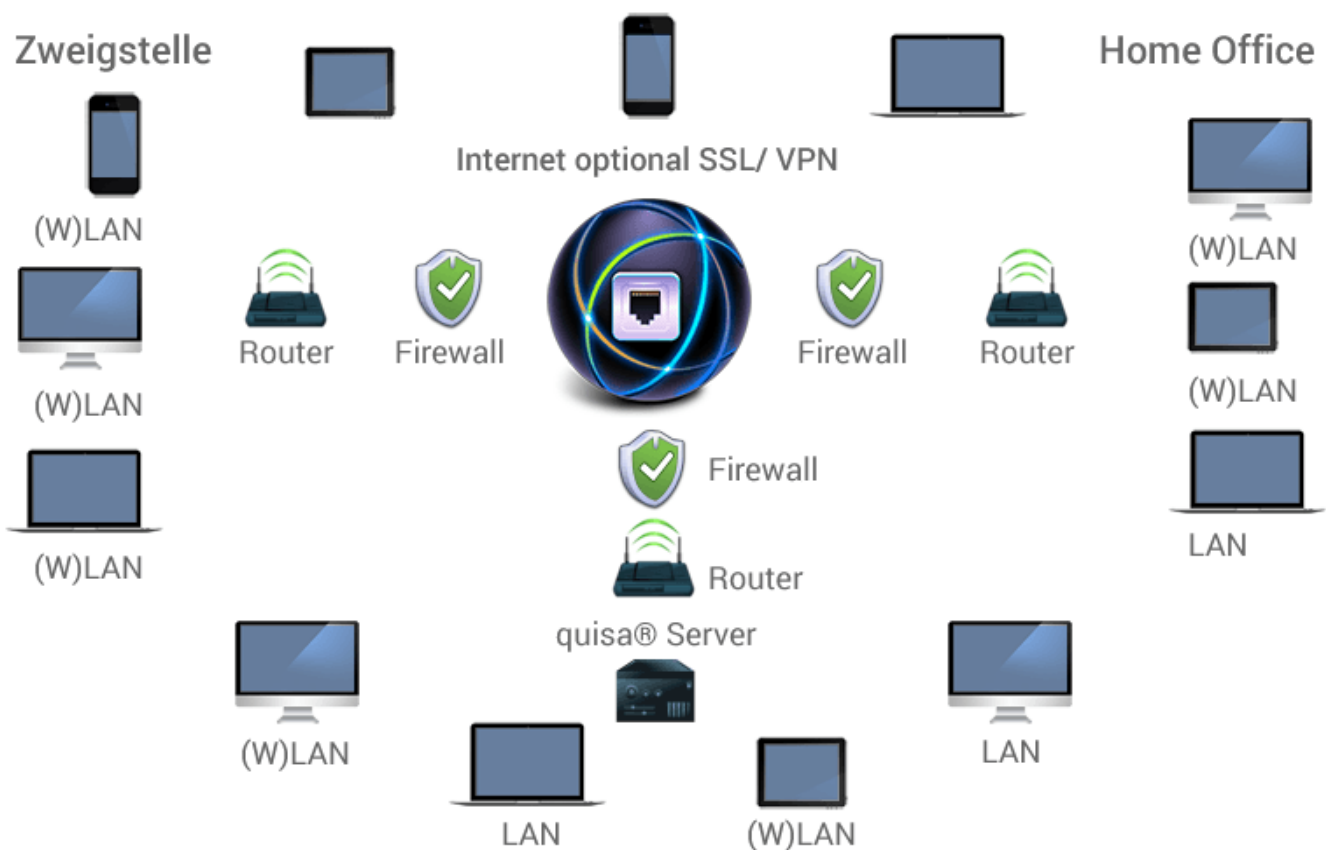 Zweigstelle
Home Office
Internet optional SSL/ VPN
(W)LAN
(W)LAN
Router
Firewall
Firewall
Router
(W)LAN
(W)LAN
Firewall
(W)LAN
LAN
Router
quisa® Server
(W)LAN
LAN
LAN
(W)LAN